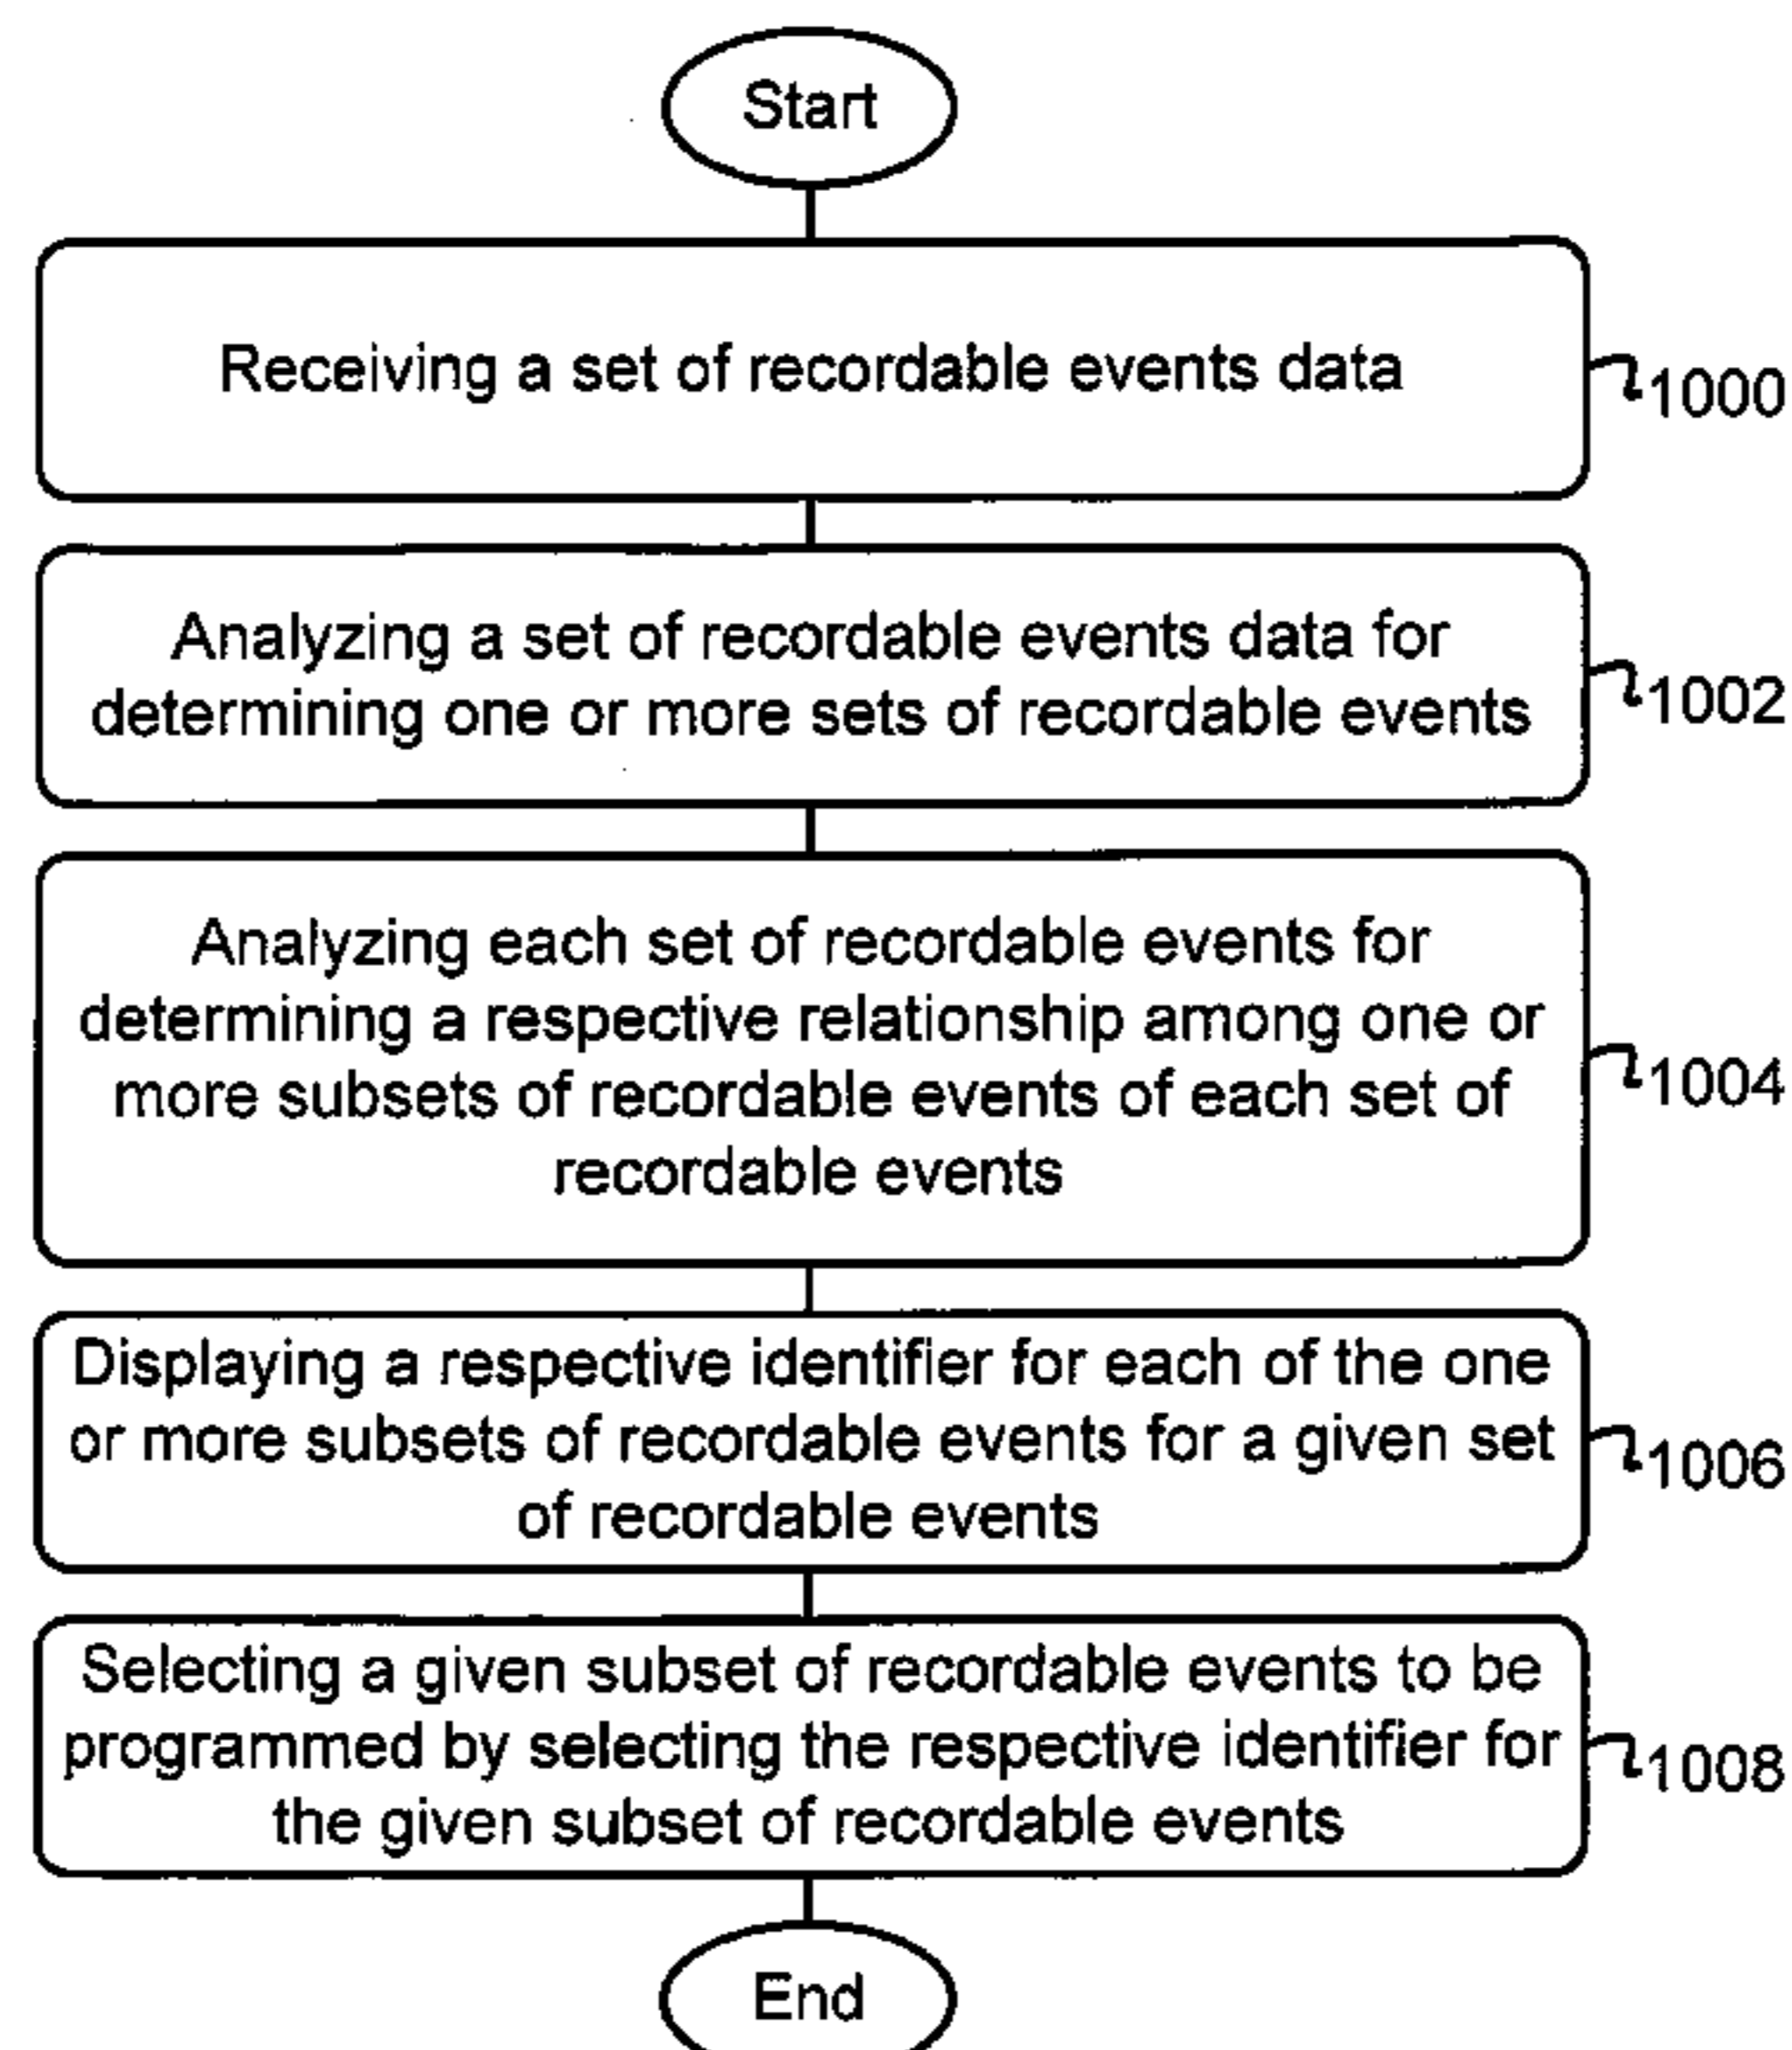 Start
Receiving a set of recordable events data
1000
Analyzing a set of recordable events data for
determining one or more sets of recordable events
1002
Analyzing each set of recordable events for
determining a respective relationship among one or
more subsets of recordable events of each set of
recordable events
1004
Displaying a respective identifier for each of the one
or more subsets of recordable events for a given set
of recordable events
1006
Selecting a given subset of recordable events to be
programmed by selecting the respective identifier for
the given subset of recordable events
1008
End